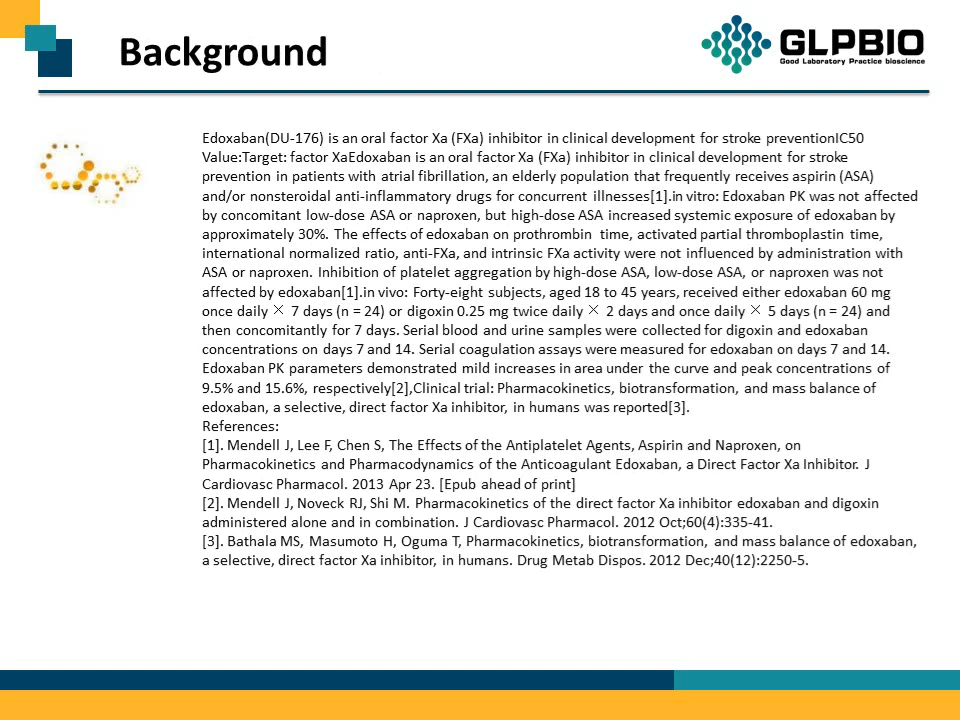 Background
GLPBIO
Good Laboratory Practice bioscience
Edoxaban(DU-176) is an oral factor Xa (FXa) inhibitor in clinical development for stroke preventionIC50
Value:Target: factor XaEdoxaban is an oral factor Xa (FXa) inhibitor in clinical development for stroke
prevention in patients with atrial fibrillation, an elderly population that frequently receives aspirin (ASA)
and/or nonsteroidal anti-inflammatory drugs for concurrent illnesses[1].in vitro: Edoxaban PK was not affected
by concomitant low-dose ASA or naproxen, but high-dose ASA increased systemic exposure of edoxaban by
approximately 30%. The effects of edoxaban on prothrombin time, activated partial thromboplastin time,
international normalized ratio, anti-FXa, and intrinsic FXa activity were not influenced by administration with
ASA or naproxen. Inhibition of platelet aggregation by high-dose ASA, low-dose ASA, or naproxen was not
affected by edoxaban[1].in vivo: Forty-eight subjects, aged 18 to 45 years, received either edoxaban 60 mg
once daily × 7 days (n = 24) or digoxin 0.25 mg twice daily × 2 days and once daily × 5 days (n = 24) and
then concomitantly for 7 days. Serial blood and urine samples were collected for digoxin and edoxaban
concentrations on days 7 and 14. Serial coagulation assays were measured for edoxaban on days 7 and 14.
Edoxaban PK parameters demonstrated mild increases in area under the curve and peak concentrations of
9.5% and 15.6%, respectively[2],Clinical trial: Pharmacokinetics, biotransformation, and mass balance of
edoxaban, a selective, direct factor Xa inhibitor, in humans was reported[3].
References:
[1]. Mendell J, Lee F, Chen S, The Effects of the Antiplatelet Agents, Aspirin and Naproxen, on
Pharmacokinetics and Pharmacodynamics of the Anticoagulant Edoxaban, a Direct Factor Xa Inhibitor. J
Cardiovasc Pharmacol. 2013 Apr 23. [Epub ahead of print]
[2]. Mendell J, Noveck RJ, Shi M. Pharmacokinetics of the direct factor Xa inhibitor edoxaban and digoxin
administered alone and in combination. J Cardiovasc Pharmacol. 2012 Oct;60(4):335-41.
[3]. Bathala MS, Masumoto H, Oguma T, Pharmacokinetics, biotransformation, and mass balance of edoxaban,
a selective, direct factor Xa inhibitor, in humans. Drug Metab Dispos. 2012 Dec;40(12):2250-5.